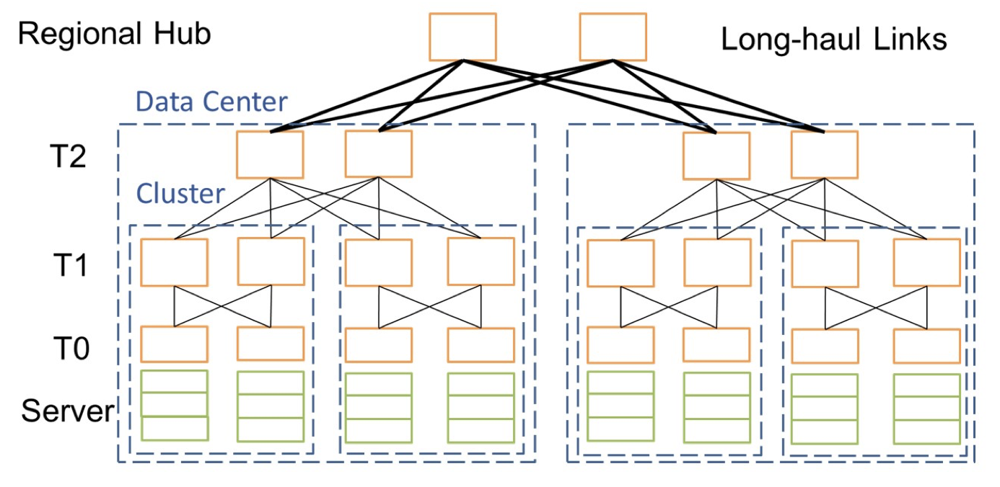 Regional Hub
Long-haul Links
Data Center
T2
Cluster
T1
T0
Server